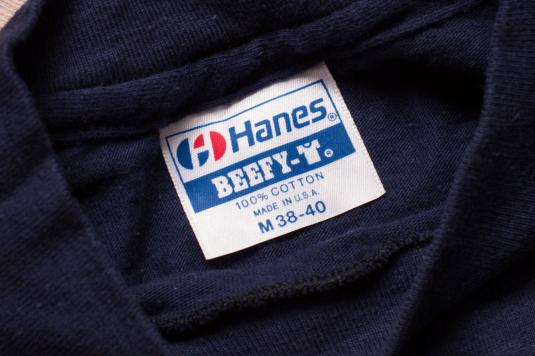 Hanes®
BEEFY-T®
100% COTTON
MADE IN U.S.A.
M 38-40